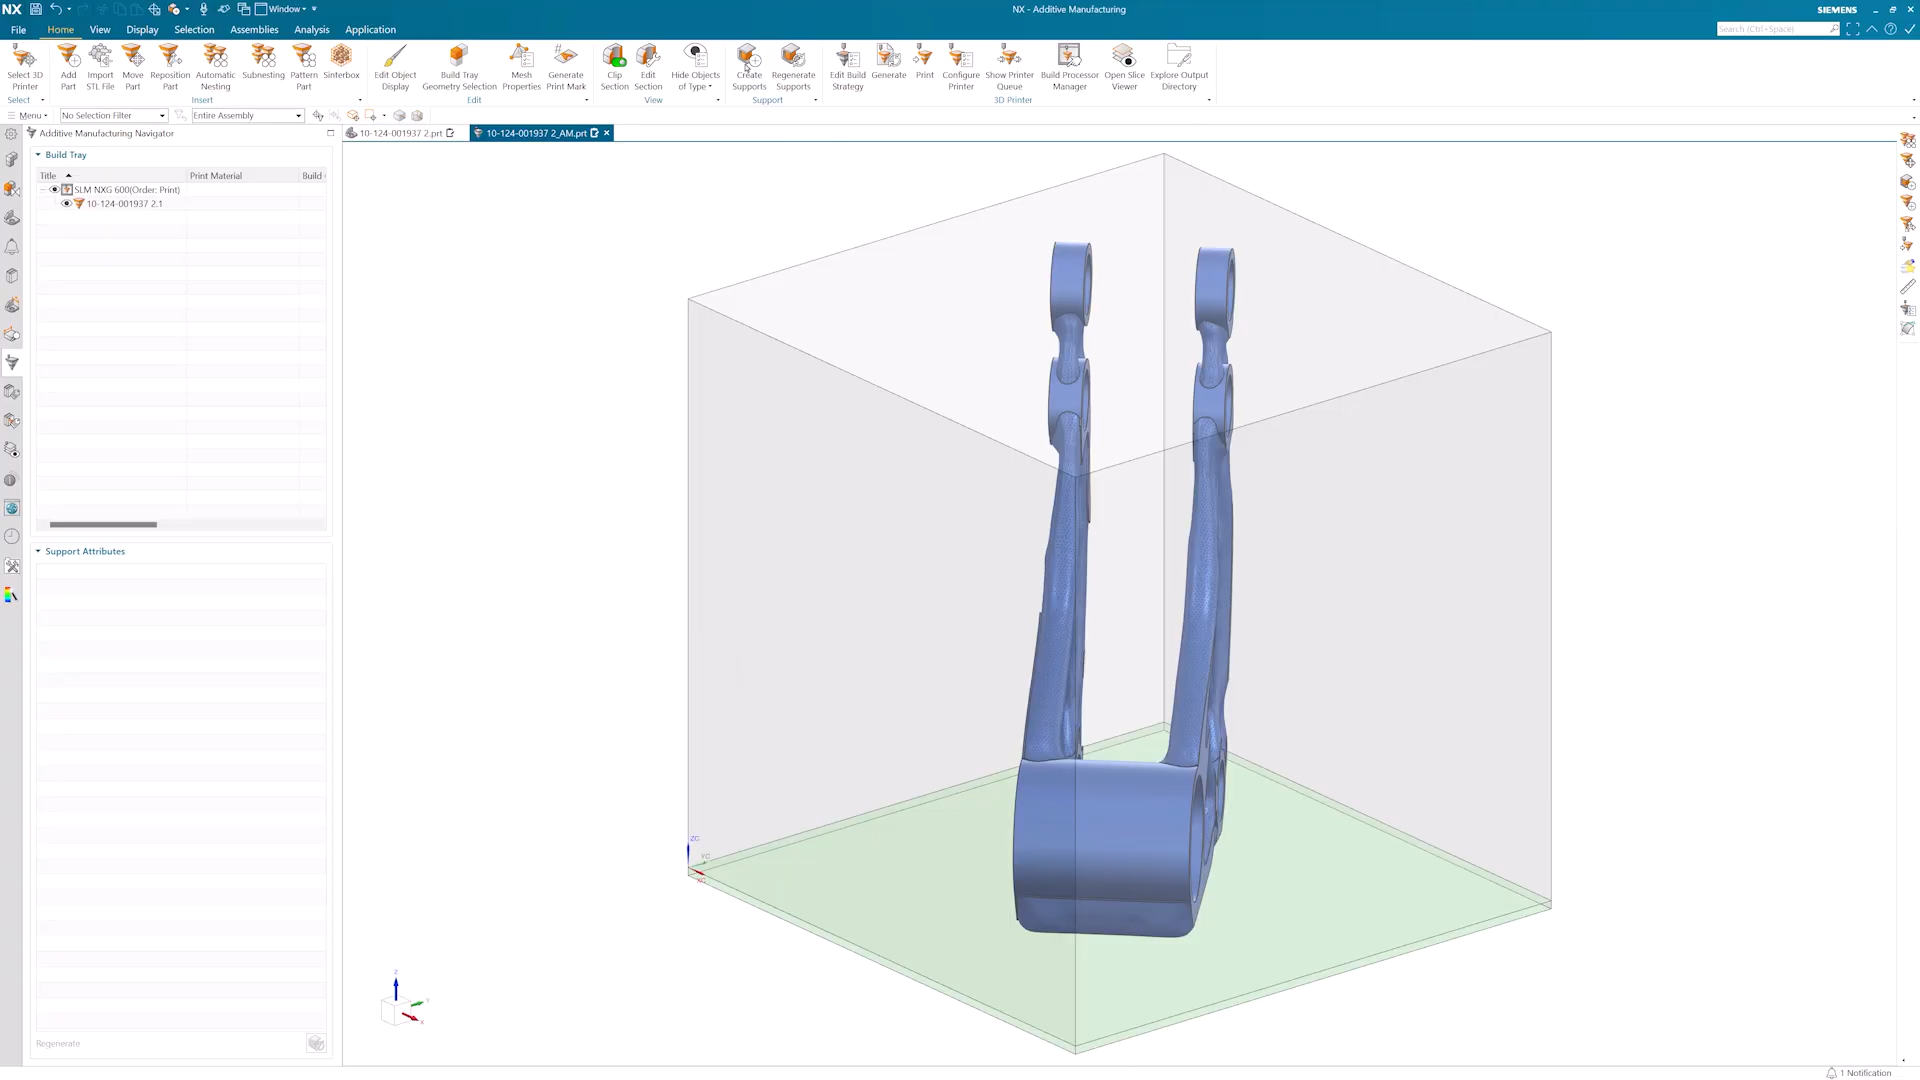 NX
Window
NX - Additive Manufacturing
SIEMENS
File Home View Display Selection Assemblies Analysis Application
Search (Ctrl+Space)
Select 3D Printer
Add Part
Import STL File
Move Part
Reposition Part
Automatic Nesting
Subnesting
Pattern Part
Sinterbox
Edit Object Display
Build Tray Geometry Selection
Mesh Properties
Generate Print Mark
Clip Section
Edit Section
Hide Objects of Type
Create Supports
Regenerate Supports
Edit Build Strategy
Generate
Print
Configure Printer
Show Printer Queue
Build Processor Manager
Open Slice Viewer
Explore Output Directory
Select Insert Edit View Support 3D Printer
Menu No Selection Filter Entire Assembly
Additive Manufacturing Navigator
10-124-001937 2.prt
10-124-001937 2_AM.prt
Build Tray
Title Print Material Build
SLM NXG 600(Order: Print)
10-124-001937 2.1
Support Attributes
ZC
YC
XC
Z
Y
X
Regenerate
1 Notification